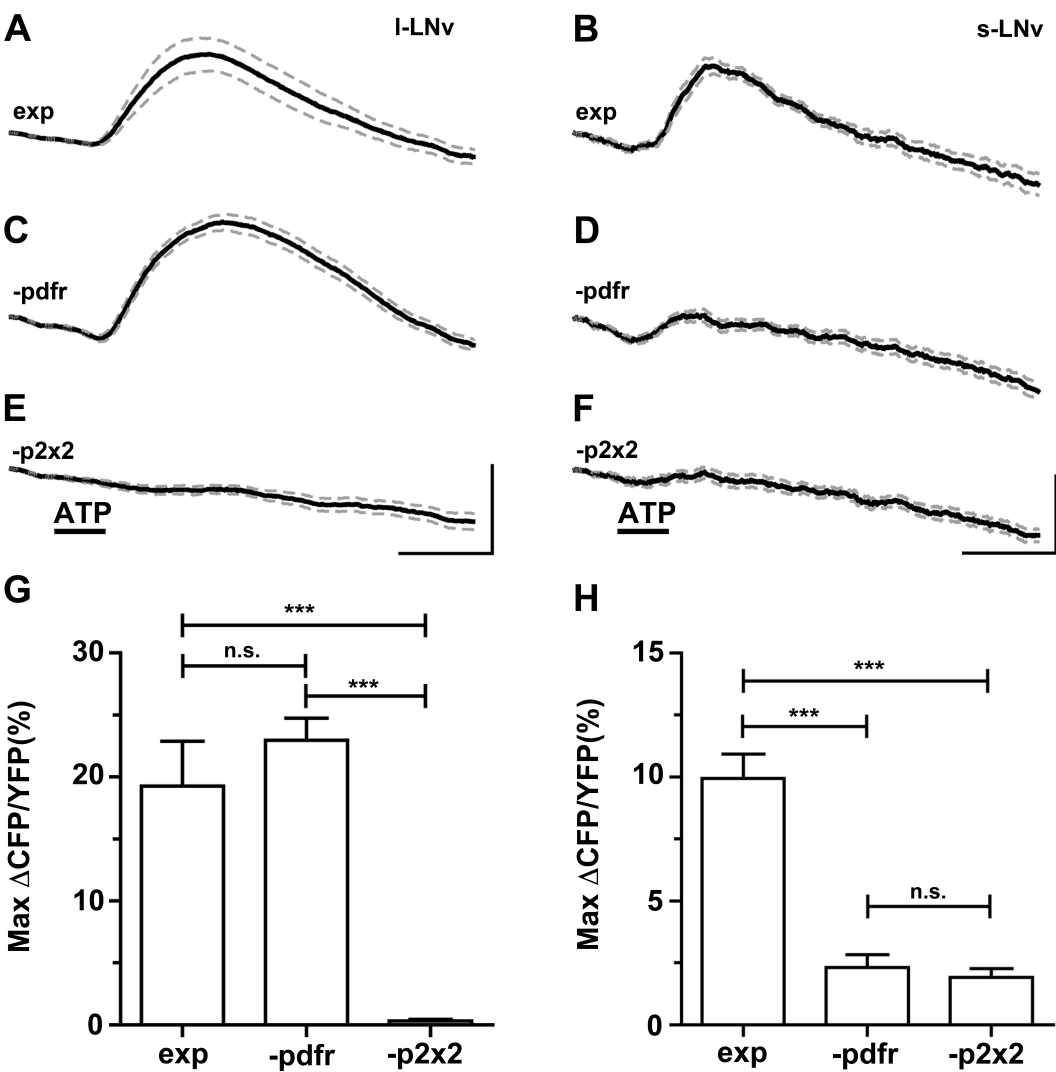 A
l-LNv
exp
B
s-LNv
exp
C
-pdfr
D
-pdfr
E
-p2x2
ATP
F
-p2x2
ATP
G
Max ΔCFP/YFP(%)
30
20
10
0
***
n.s.
***
exp
-pdfr
-p2x2
H
Max ΔCFP/YFP(%)
15
10
5
0
***
***
n.s.
exp
-pdfr
-p2x2